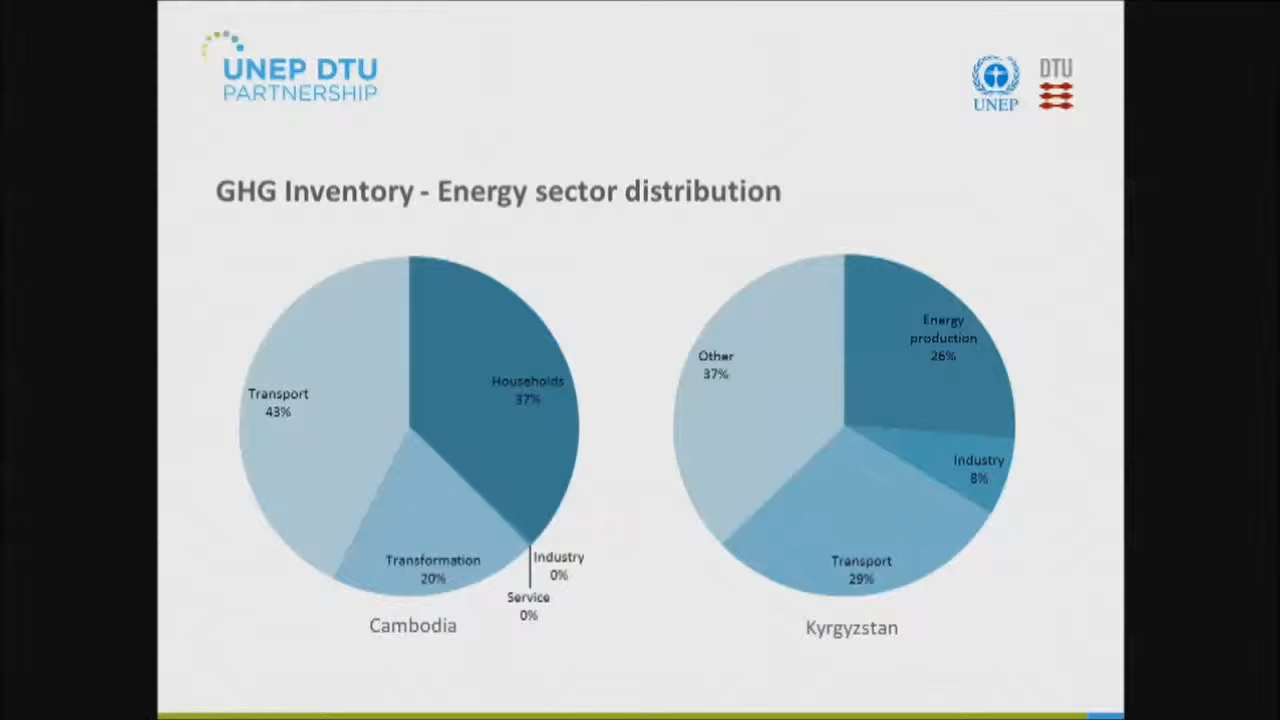 UNEP DTU
PARTNERSHIP
UNEP
DTU
GHG Inventory - Energy sector distribution
Transport
43%
Households
37%
Transformation
20%
Industry
0%
Service
0%
Cambodia
Other
37%
Energy
production
26%
Industry
8%
Transport
29%
Kyrgyzstan